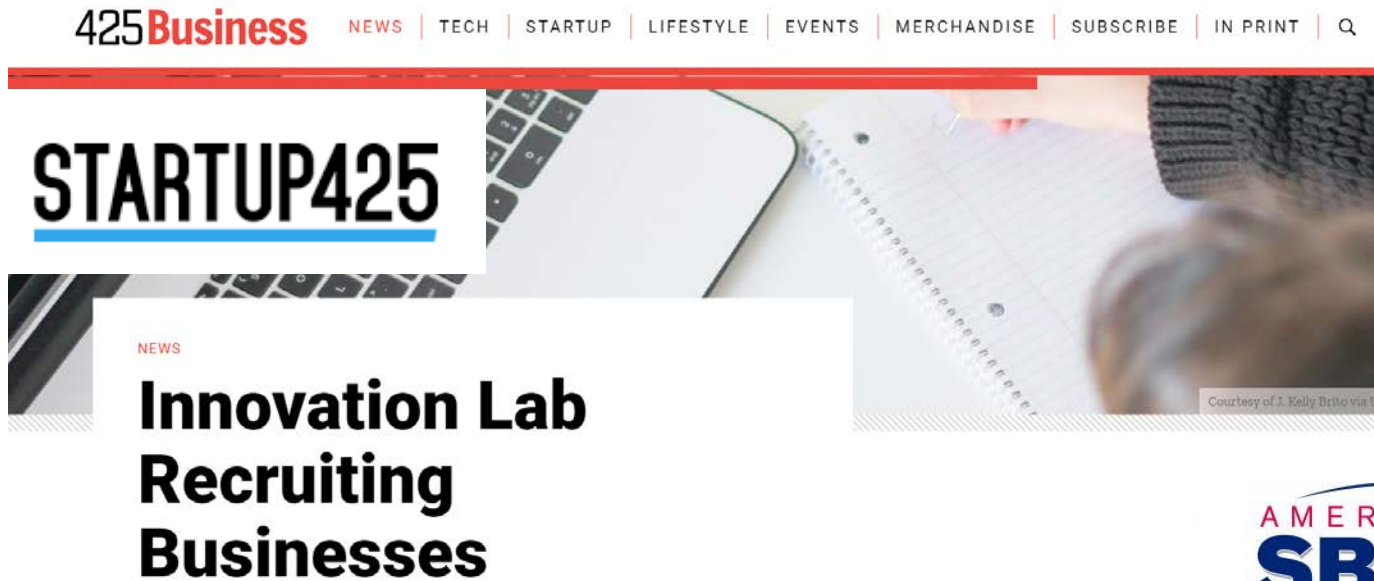 425Business NEWS TECH STARTUP LIFESTYLE EVENTS MERCHANDISE SUBSCRIBE IN PRINT
STARTUP425
NEWS
Innovation Lab
Recruiting
Businesses
Courtesy of J. Kelly Brito via